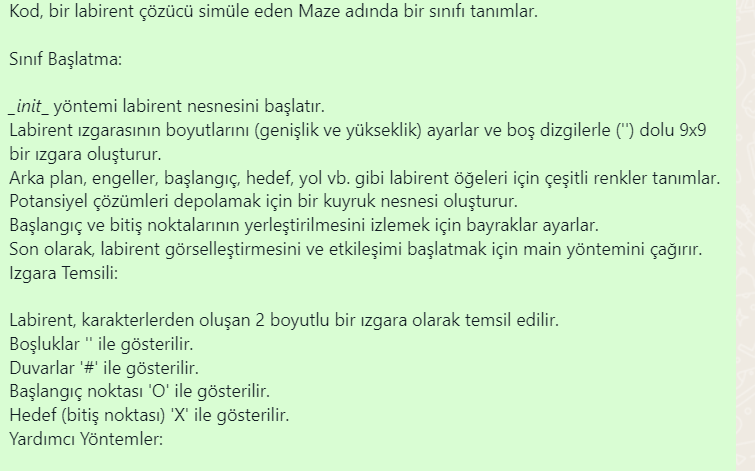 Kod, bir labirent çözücü simüle eden Maze adında bir sınıfı tanımlar.
Sınıf Başlatma:
_init_ yöntemi labirent nesnesini başlatır.
Labirent ızgarasının boyutlarını (genişlik ve yükseklik) ayarlar ve boş dizgilerle ('') dolu 9x9
bir ızgara oluşturur.
Arka plan, engeller, başlangıç, hedef, yol vb. gibi labirent öğeleri için çeşitli renkler tanımlar.
Potansiyel çözümleri depolamak için bir kuyruk nesnesi oluşturur.
Başlangıç ve bitiş noktalarının yerleştirilmesini izlemek için bayraklar ayarlar.
Son olarak, labirent görselleştirmesini ve etkileşimi başlatmak için main yöntemini çağırır.
Izgara Temsili:
Labirent, karakterlerden oluşan 2 boyutlu bir ızgara olarak temsil edilir.
Boşluklar '' ile gösterilir.
Duvarlar '#' ile gösterilir.
Başlangıç noktası 'O' ile gösterilir.
Hedef (bitiş noktası) 'X' ile gösterilir.
Yardımcı Yöntemler: